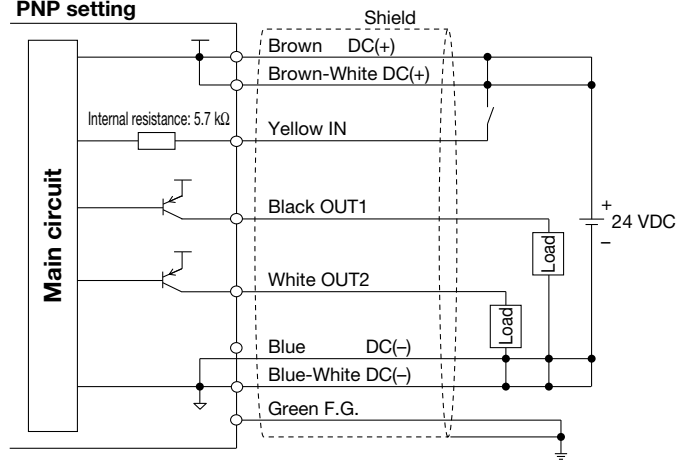 PNP setting
Shield
Brown DC(+)
Brown-White DC(+)
Internal resistance: 5.7 kΩ
Yellow IN
Main circuit
Black OUT1
+
24 VDC
–
Load
White OUT2
Load
Blue DC(–)
Blue-White DC(–)
Green F.G.